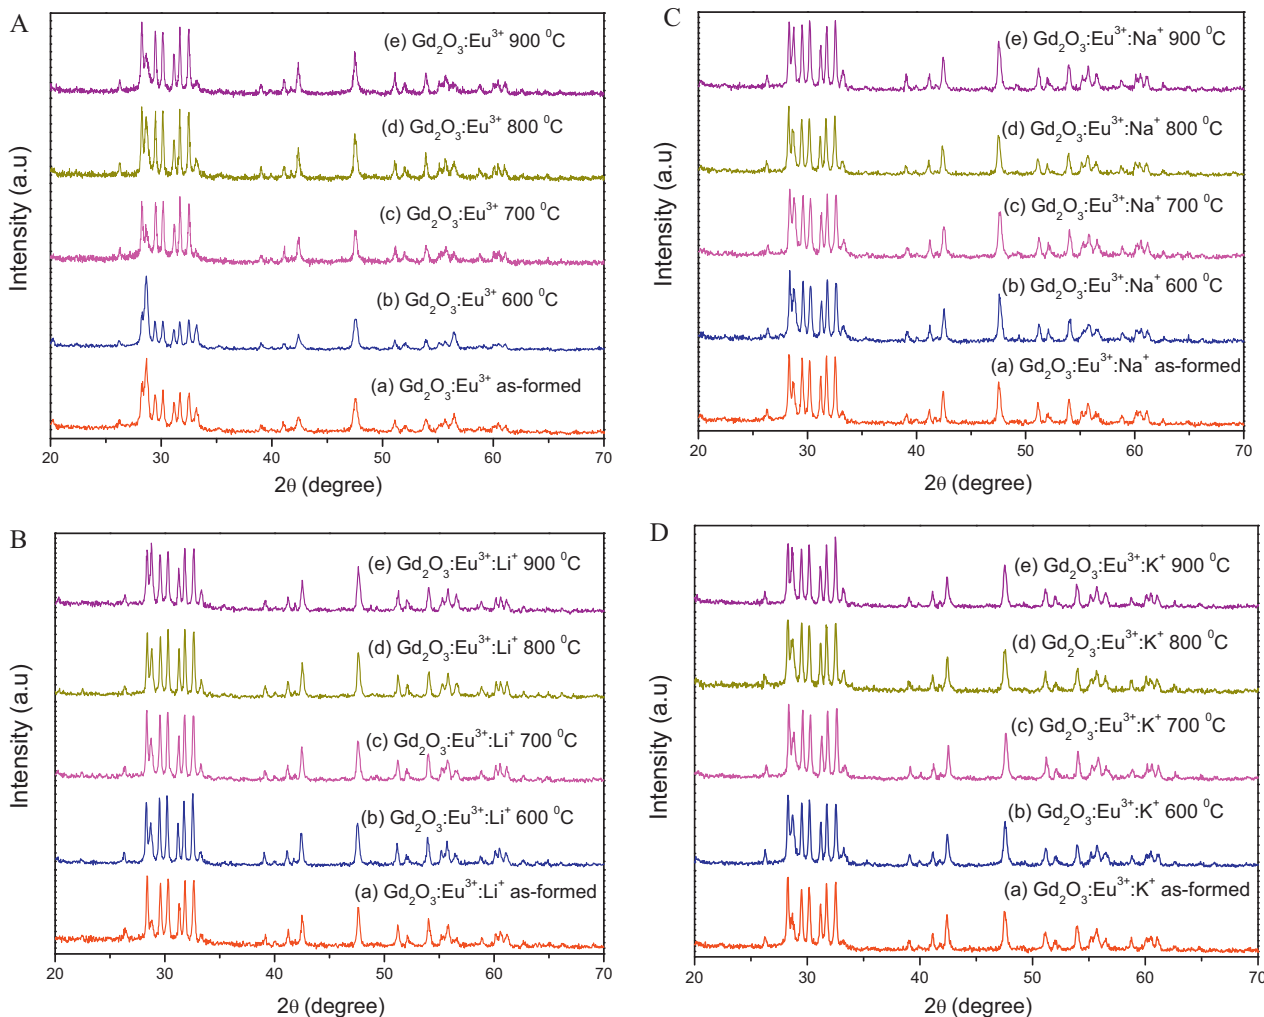 A
(e) Gd₂O₃:Eu³⁺ 900 ⁰C
(d) Gd₂O₃:Eu³⁺ 800 ⁰C
(c) Gd₂O₃:Eu³⁺ 700 ⁰C
(b) Gd₂O₃:Eu³⁺ 600 ⁰C
(a) Gd₂O₃:Eu³⁺ as-formed
Intensity (a.u)
20 30 40 50 60 70
2θ (degree)
C
(e) Gd₂O₃:Eu³⁺:Na⁺ 900 ⁰C
(d) Gd₂O₃:Eu³⁺:Na⁺ 800 ⁰C
(c) Gd₂O₃:Eu³⁺:Na⁺ 700 ⁰C
(b) Gd₂O₃:Eu³⁺:Na⁺ 600 ⁰C
(a) Gd₂O₃:Eu³⁺:Na⁺ as-formed
Intensity (a.u)
20 30 40 50 60 70
2θ (degree)
B
(e) Gd₂O₃:Eu³⁺:Li⁺ 900 ⁰C
(d) Gd₂O₃:Eu³⁺:Li⁺ 800 ⁰C
(c) Gd₂O₃:Eu³⁺:Li⁺ 700 ⁰C
(b) Gd₂O₃:Eu³⁺:Li⁺ 600 ⁰C
(a) Gd₂O₃:Eu³⁺:Li⁺ as-formed
Intensity (a.u)
20 30 40 50 60 70
2θ (degree)
D
(e) Gd₂O₃:Eu³⁺:K⁺ 900 ⁰C
(d) Gd₂O₃:Eu³⁺:K⁺ 800 ⁰C
(c) Gd₂O₃:Eu³⁺:K⁺ 700 ⁰C
(b) Gd₂O₃:Eu³⁺:K⁺ 600 ⁰C
(a) Gd₂O₃:Eu³⁺:K⁺ as-formed
Intensity (a.u)
20 30 40 50 60 70
2θ (degree)